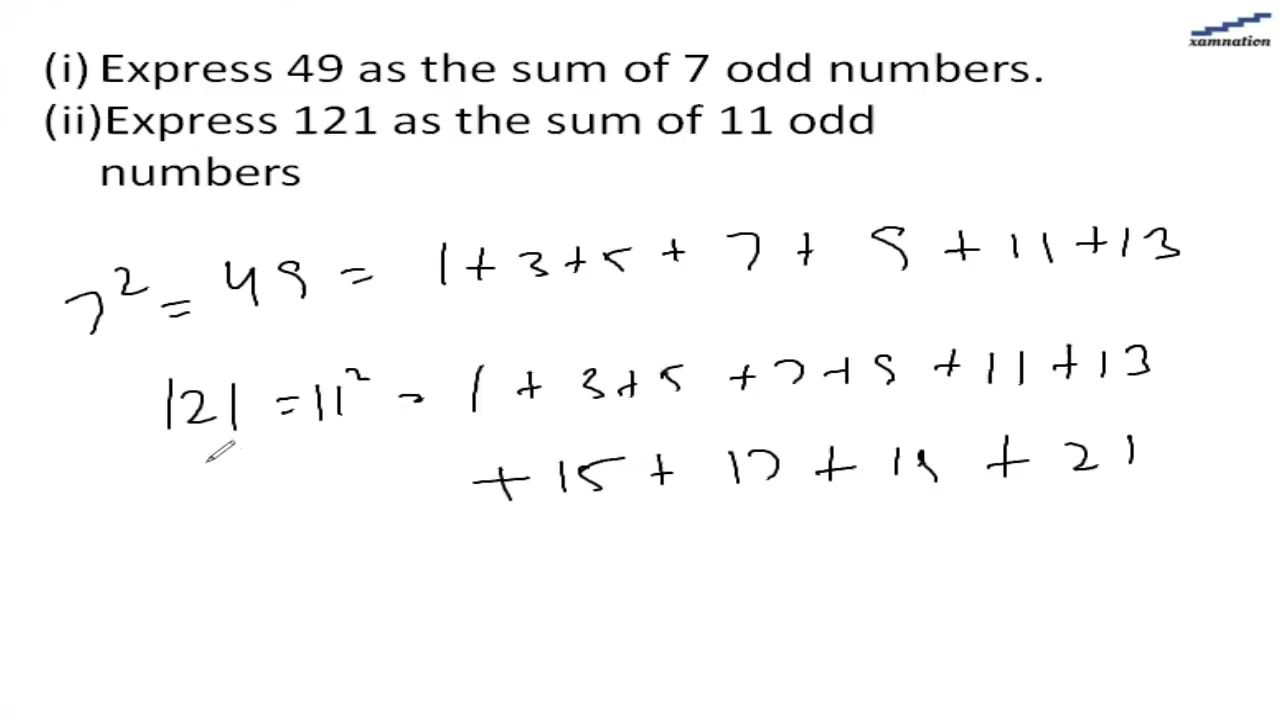 xamnation
(i) Express 49 as the sum of 7 odd numbers.
(ii)Express 121 as the sum of 11 odd
numbers
7² = 49 = 1 + 3 + 5 + 7 + 9 + 11 + 13
121 = 11² = 1 + 3 + 5 + 7 + 9 + 11 + 13
+ 15 + 17 + 19 + 21